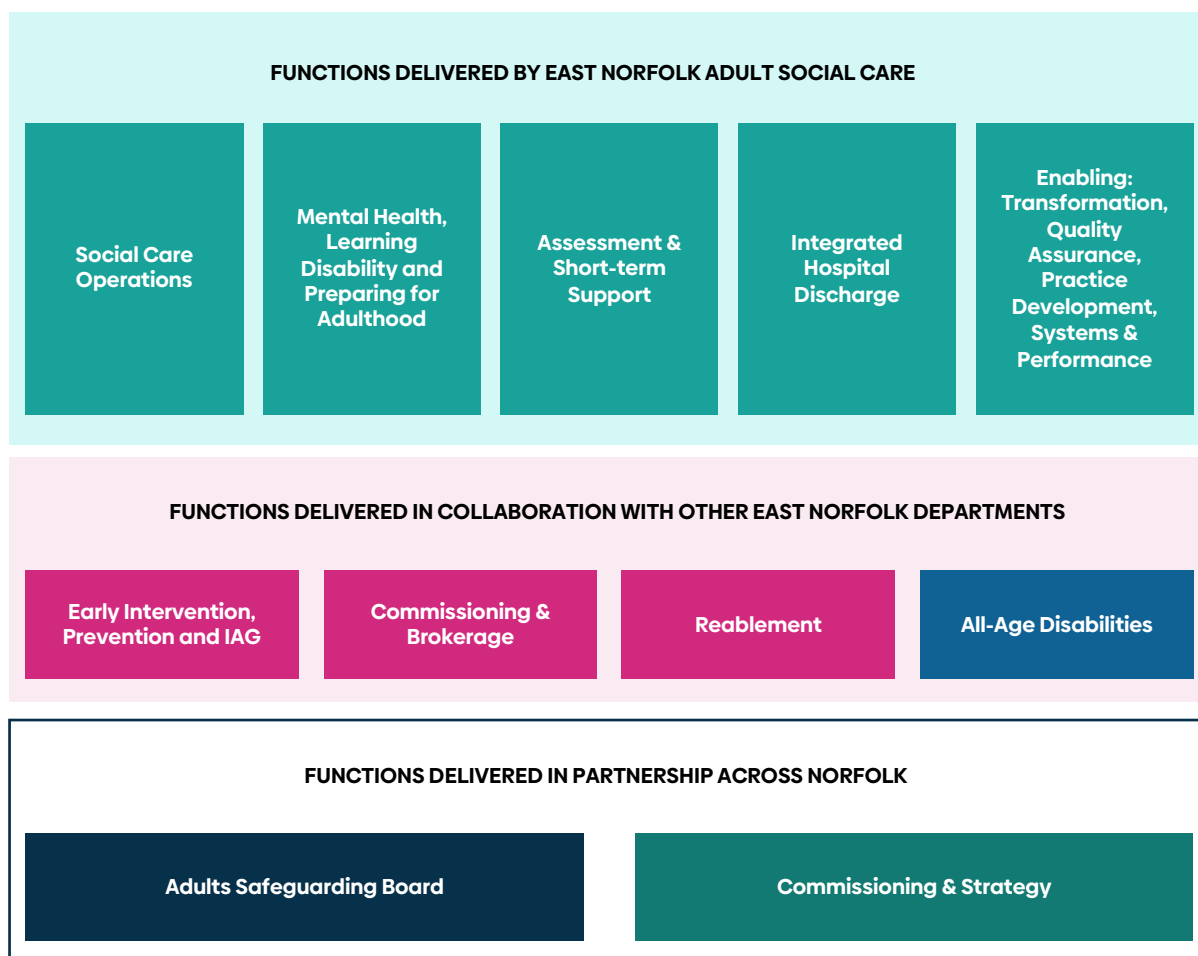 FUNCTIONS DELIVERED BY EAST NORFOLK ADULT SOCIAL CARE
Social Care
Operations
Mental Health,
Learning
Disability and
Preparing for
Adulthood
Assessment &
Short-term
Support
Integrated
Hospital
Discharge
Enabling:
Transformation,
Quality
Assurance,
Practice
Development,
Systems &
Performance
FUNCTIONS DELIVERED IN COLLABORATION WITH OTHER EAST NORFOLK DEPARTMENTS
Early Intervention,
Prevention and IAG
Commissioning &
Brokerage
Reablement
All-Age Disabilities
FUNCTIONS DELIVERED IN PARTNERSHIP ACROSS NORFOLK
Adults Safeguarding Board
Commissioning & Strategy